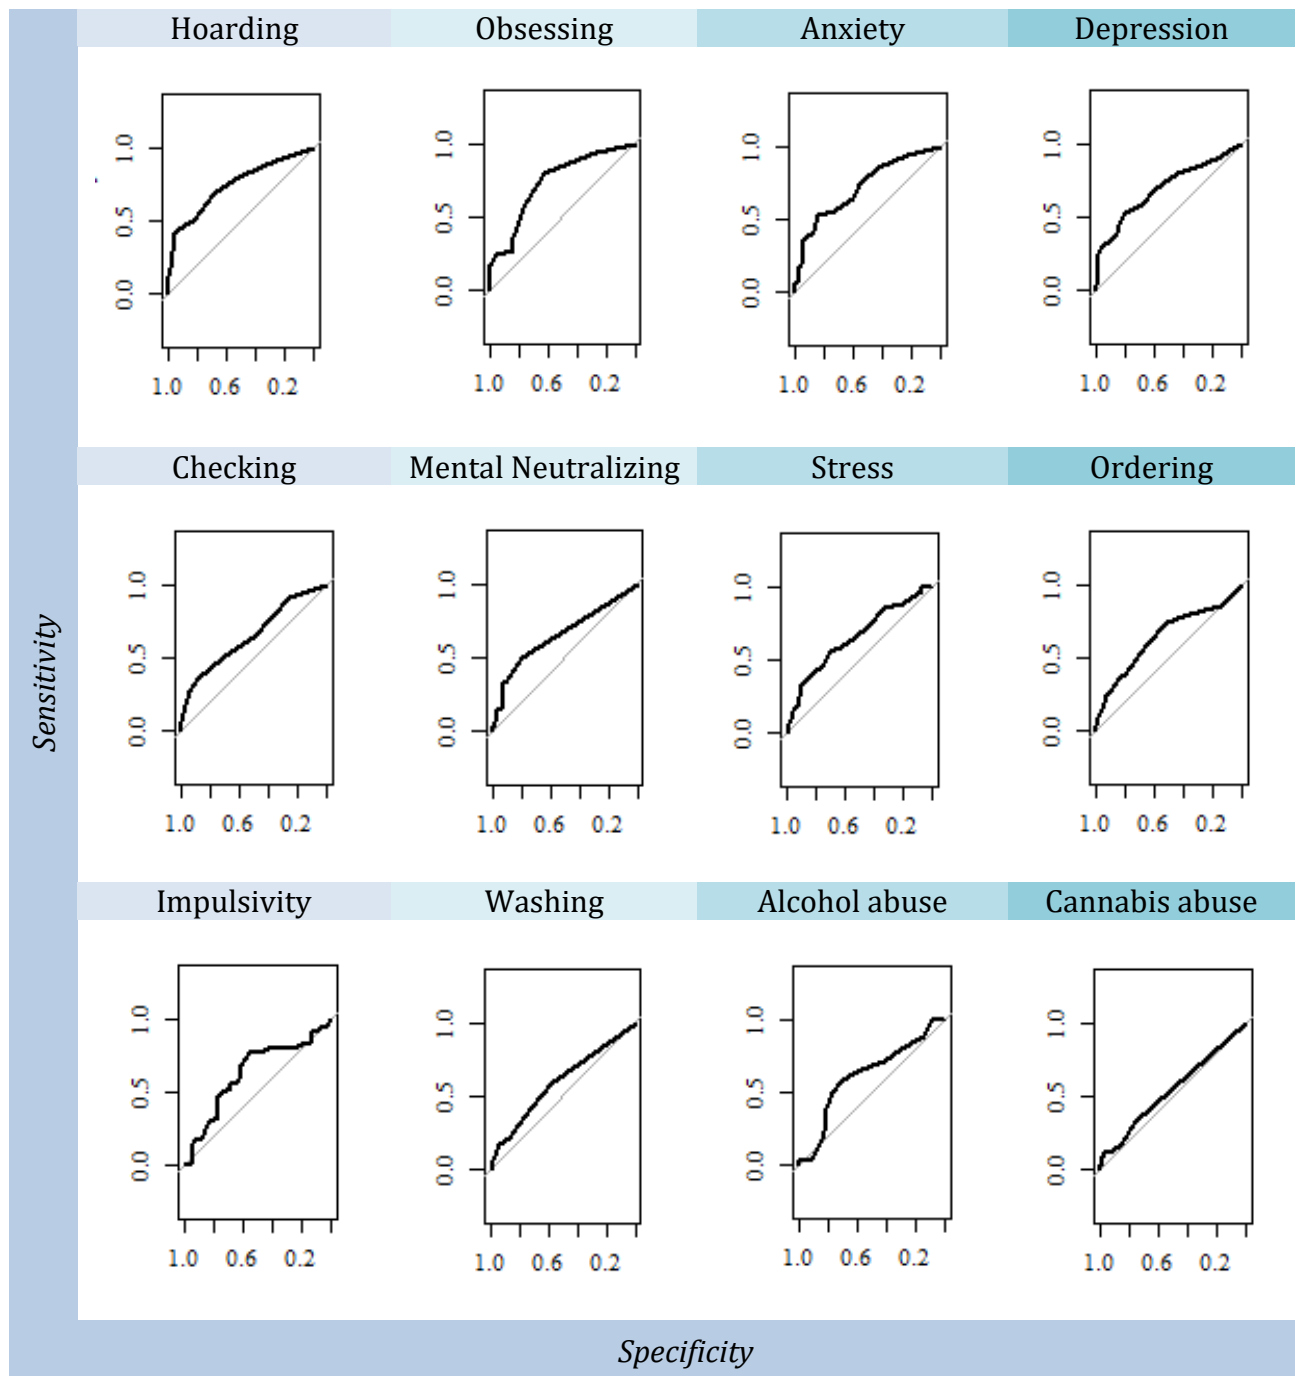 Hoarding Obsessing Anxiety Depression
1.0 1.0 1.0 1.0
0.5 0.5 0.5 0.5
0.0 0.0 0.0 0.0
1.0 0.6 0.2 1.0 0.6 0.2 1.0 0.6 0.2 1.0 0.6 0.2
Checking Mental Neutralizing Stress Ordering
1.0 1.0 1.0 1.0
0.5 0.5 0.5 0.5
0.0 0.0 0.0 0.0
1.0 0.6 0.2 1.0 0.6 0.2 1.0 0.6 0.2 1.0 0.6 0.2
Sensitivity
Impulsivity Washing Alcohol abuse Cannabis abuse
1.0 1.0 1.0 1.0
0.5 0.5 0.5 0.5
0.0 0.0 0.0 0.0
1.0 0.6 0.2 1.0 0.6 0.2 1.0 0.6 0.2 1.0 0.6 0.2
Specificity